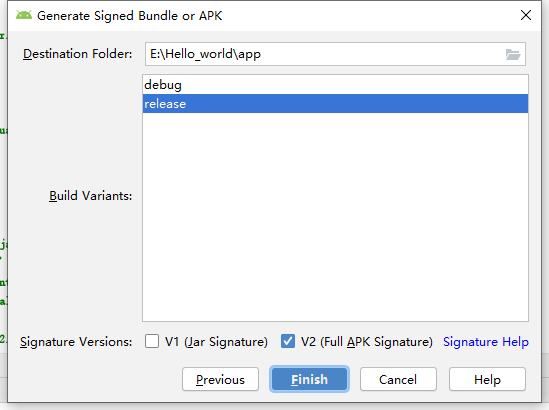 Generate Signed Bundle or APK
Destination Folder: E:\Hello_world\app
debug
release
Build Variants:
Signature Versions: V1 (Jar Signature) V2 (Full APK Signature) Signature Help
Previous Finish Cancel Help